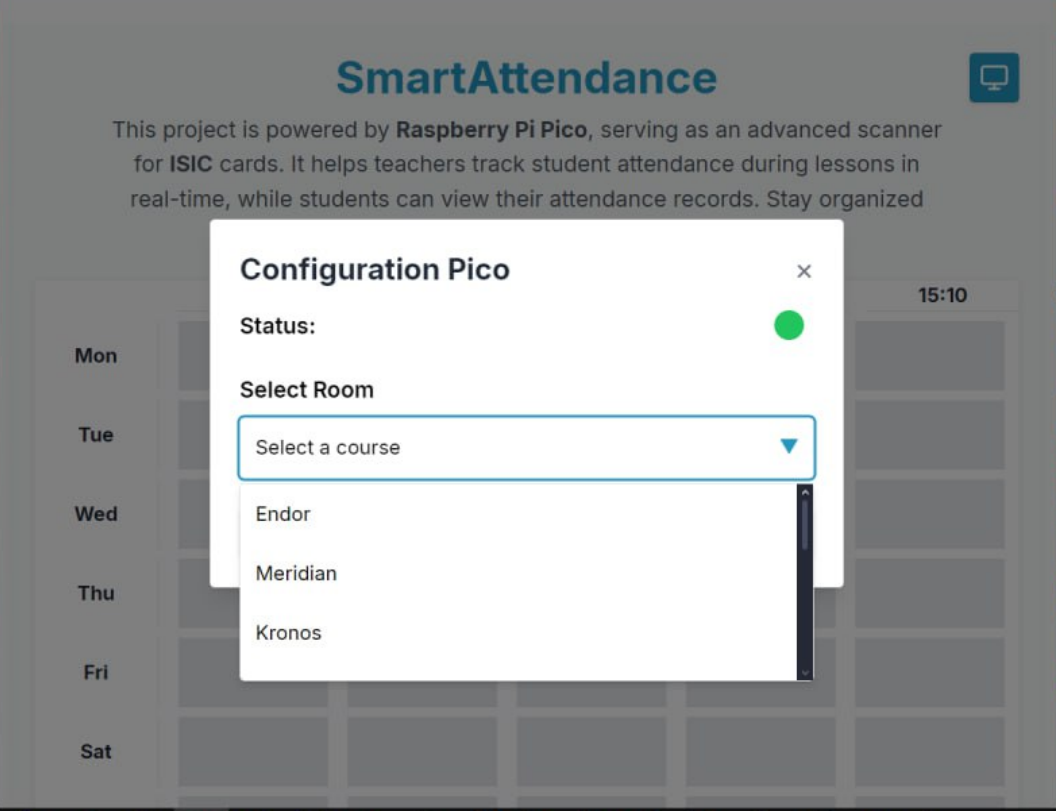 SmartAttendance
This project is powered by Raspberry Pi Pico, serving as an advanced scanner
for ISIC cards. It helps teachers track student attendance during lessons in
real-time, while students can view their attendance records. Stay organized
Configuration Pico
×
Status:
Select Room
Select a course
Endor
Meridian
Kronos
15:10
Mon
Tue
Wed
Thu
Fri
Sat